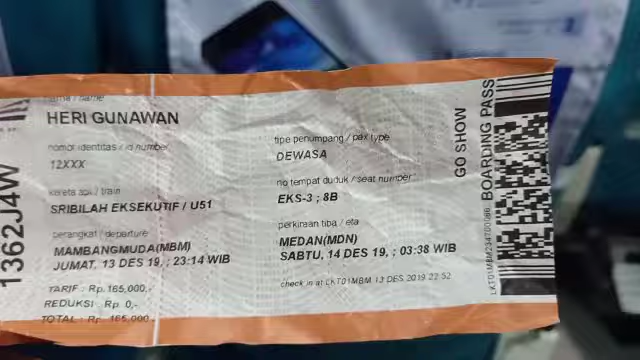 nama / name
HERI GUNAWAN
nomor identitas / id number
12XXX
kereta api / train
SRIBILAH EKSEKUTIF / U51
berangkat / departure
MAMBANGMUDA(MBM)
JUMAT, 13 DES 19, ; 23:14 WIB
TARIF : Rp. 165,000,-
REDUKSI : Rp. 0,-
TOTAL : Rp. 165,000,-
tipe penumpang / pax type
DEWASA
no tempat duduk / seat number
EKS-3 ; 8B
perkiraan tiba / eta
MEDAN(MDN)
SABTU, 14 DES 19, ; 03:38 WIB
check in at LKT01MBM 13 DES 2019 22:52
GO SHOW
BOARDING PASS
1362J4W